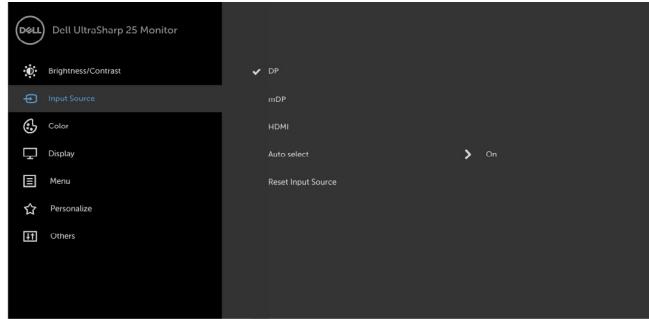 DELL Dell UltraSharp 25 Monitor
Brightness/Contrast
Input Source
Color
Display
Menu
Personalize
Others
DP
mDP
HDMI
Auto select On
Reset Input Source